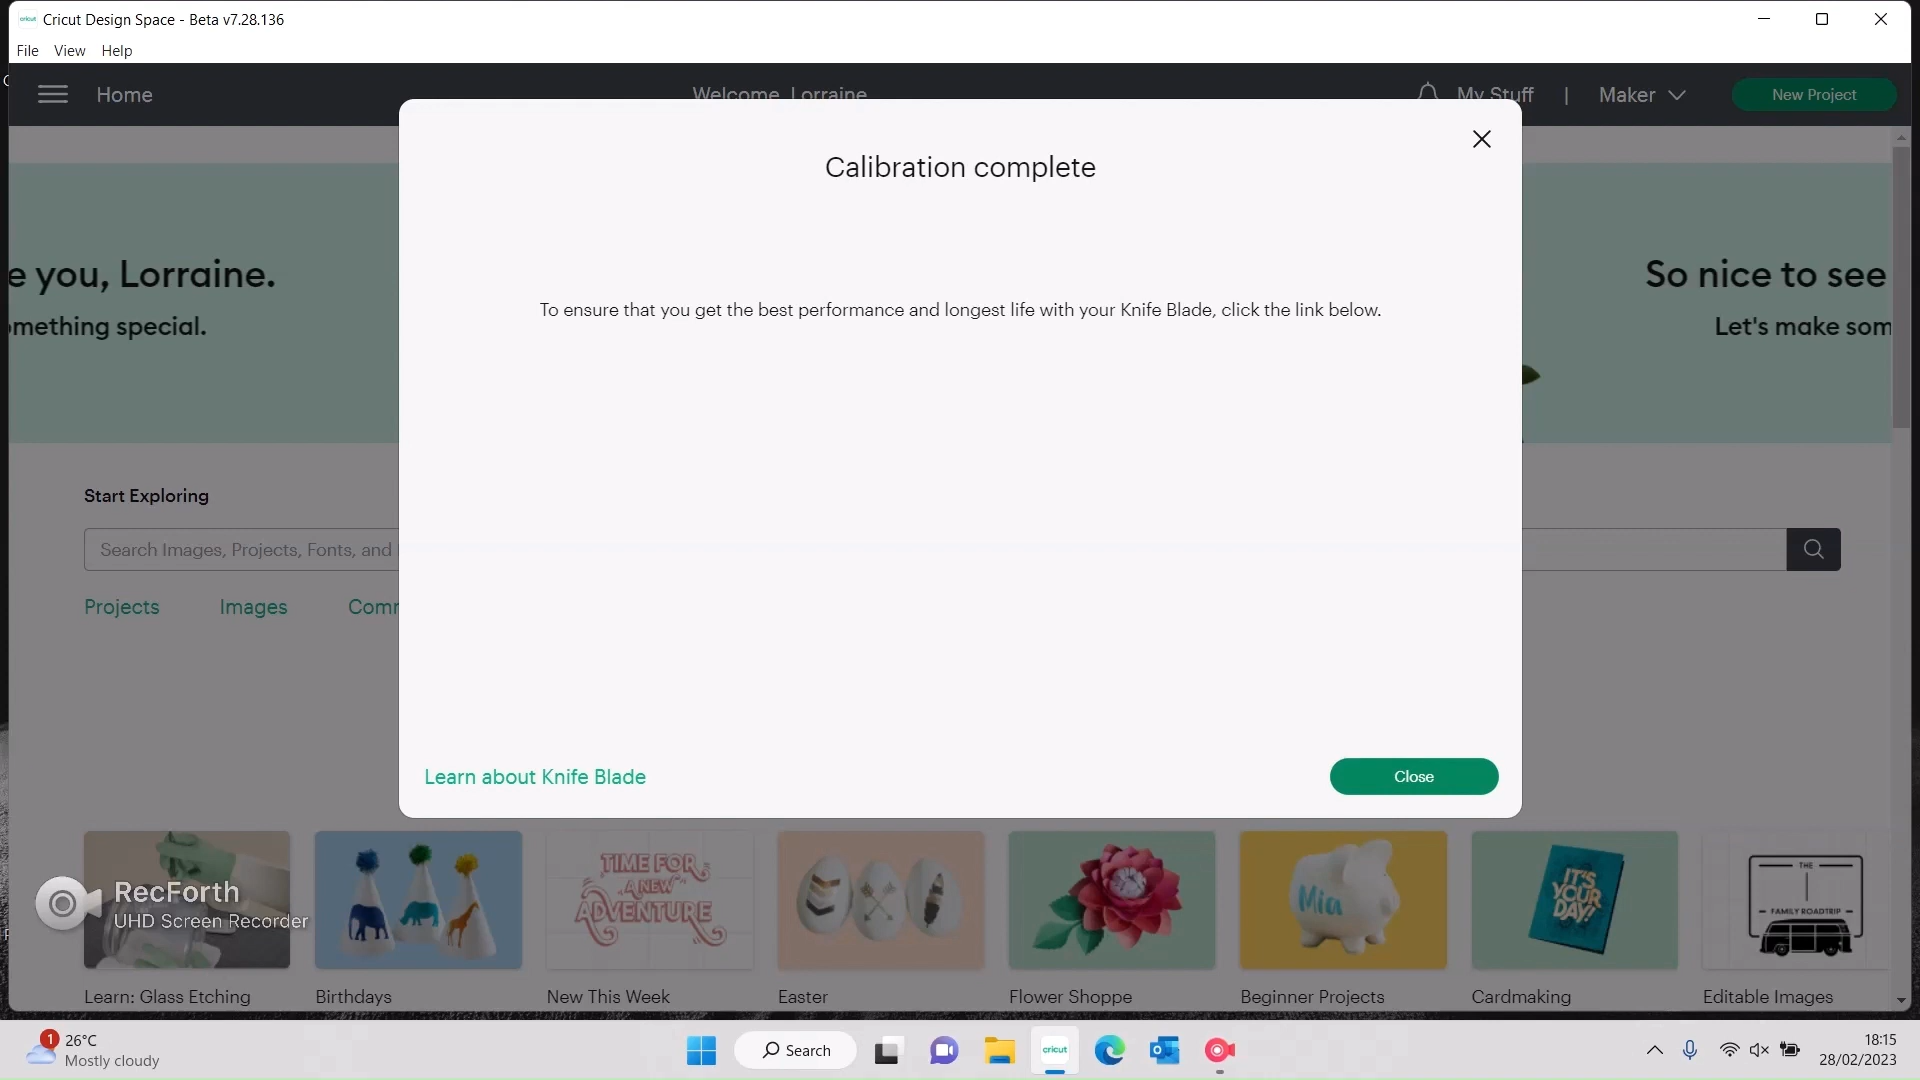 cricut Cricut Design Space - Beta v7.28.136
File View Help
Home Welcome, Lorraine My Stuff | Maker New Project
Calibration complete
e you, Lorraine.
mething special.
So nice to see
Let's make som
To ensure that you get the best performance and longest life with your Knife Blade, click the link below.
Start Exploring
Search Images, Projects, Fonts, and
Projects Images Comm
Learn about Knife Blade Close
TIME FOR
A NEW
ADVENTURE
Mia
IT'S
YOUR
DAY!
THE
FAMILY ROADTRIP
RecForth
UHD Screen Recorder
Learn: Glass Etching Birthdays New This Week Easter Flower Shoppe Beginner Projects Cardmaking Editable Images
1 26°C
Mostly cloudy
Search
cricut
18:15
28/02/2023